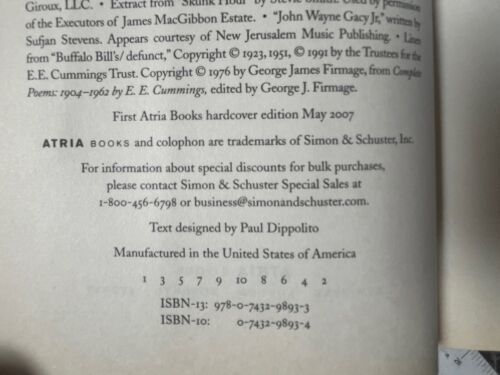 Giroux, LLC. • Extract from "Skunk Hour" by Stevie Smith. Used by permission
of the Executors of James MacGibbon Estate. • "John Wayne Gacy Jr," written by
Sufjan Stevens. Appears courtesy of New Jerusalem Music Publishing. • Lines
from "Buffalo Bill's/ defunct," Copyright © 1923, 1951, © 1991 by the Trustees for the
E.E. Cummings Trust. Copyright © 1976 by George James Firmage, from Complete
Poems: 1904–1962 by E. E. Cummings, edited by George J. Firmage.
First Atria Books hardcover edition May 2007
ATRIA BOOKS and colophon are trademarks of Simon & Schuster, Inc.
For information about special discounts for bulk purchases,
please contact Simon & Schuster Special Sales at
1-800-456-6798 or business@simonandschuster.com.
Text designed by Paul Dippolito
Manufactured in the United States of America
1 3 5 7 9 10 8 6 4 2
ISBN-13: 978-0-7432-9893-3
ISBN-10: 0-7432-9893-4